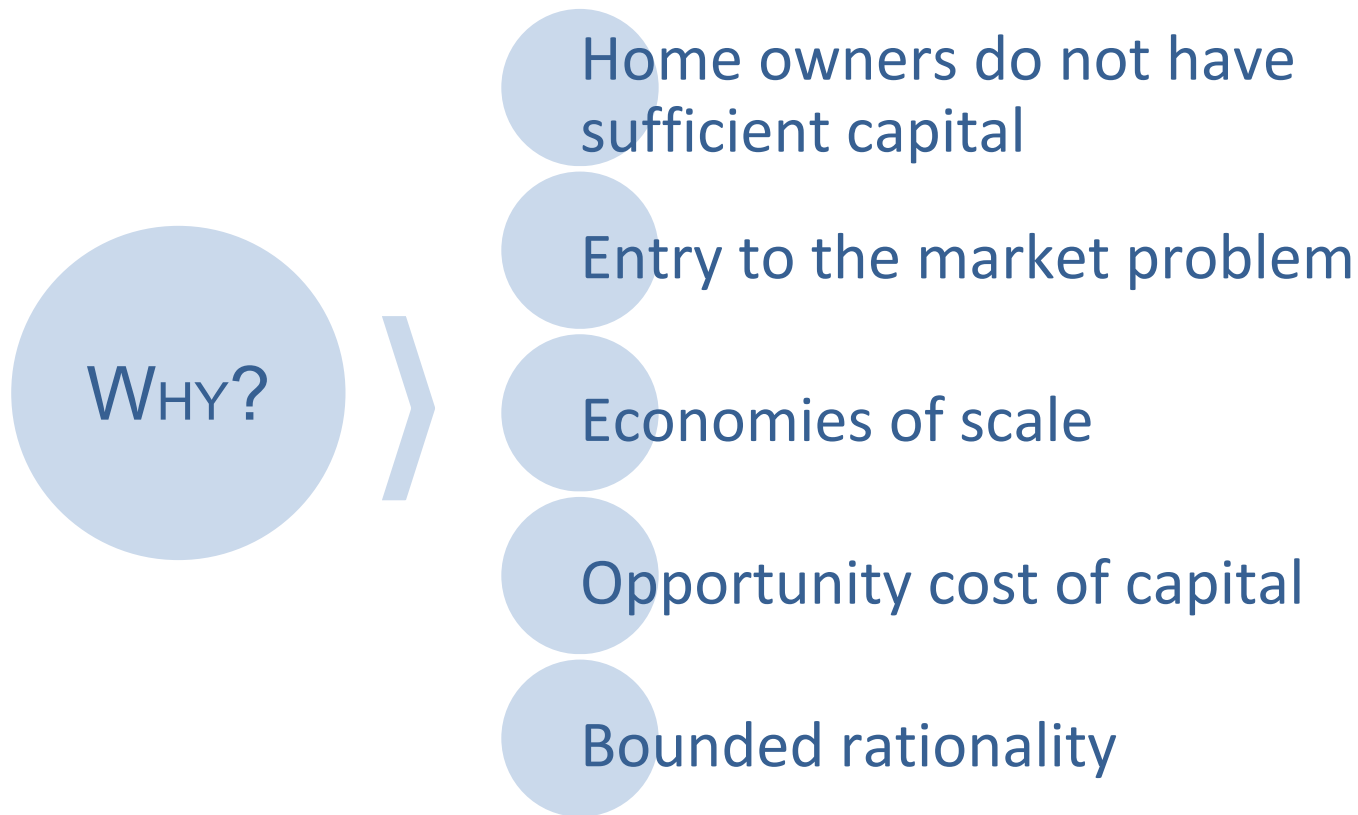 Why?
Home owners do not have
sufficient capital
Entry to the market problem
Economies of scale
Opportunity cost of capital
Bounded rationality